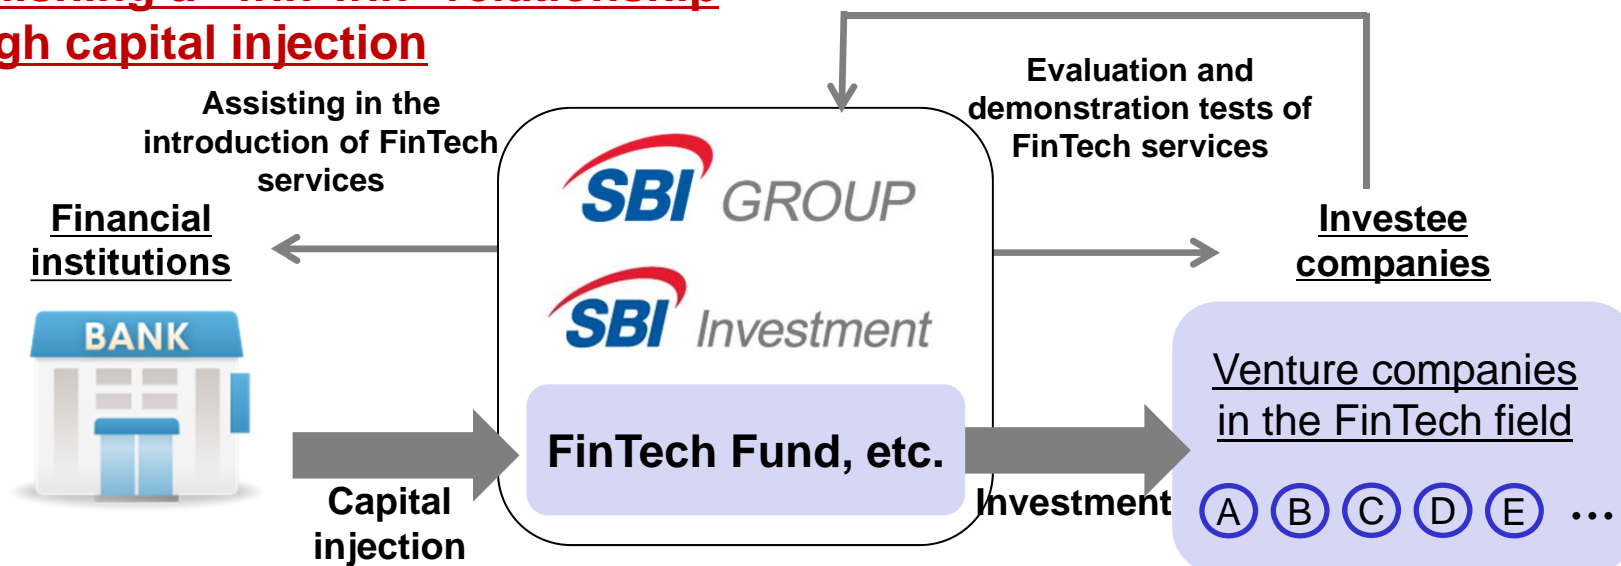 gh capital injection
Assisting in the
introduction of FinTech
services
Evaluation and
demonstration tests of
FinTech services
Financial
institutions
SBI GROUP
SBI Investment
Investee
companies
BANK
Venture companies
in the FinTech field
FinTech Fund, etc.
Capital
injection
Investment
A B C D E ...